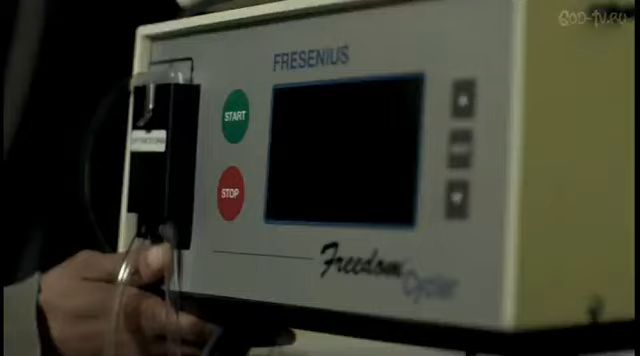 GOD-TV.RU
FRESENIUS
START
STOP
Freedom
Cycler